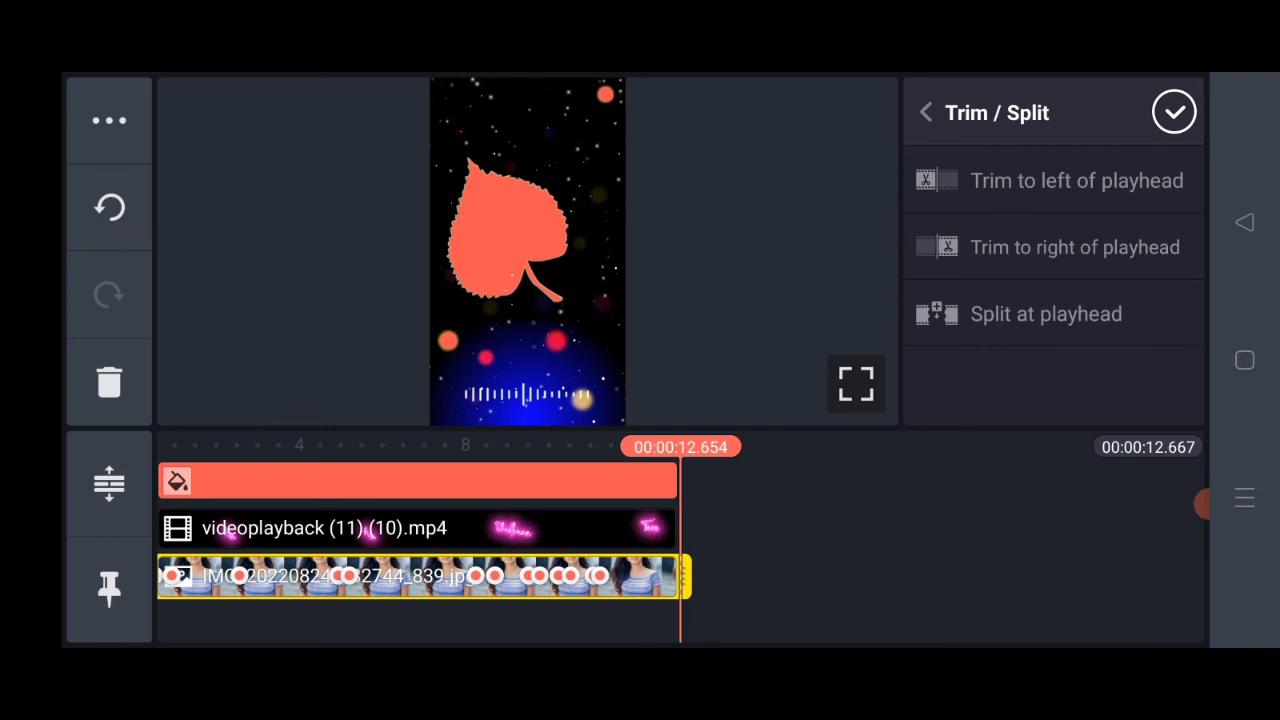 Trim / Split
Trim to left of playhead
Trim to right of playhead
Split at playhead
4
8
00:00:12.654
00:00:12.667
videoplayback (11) (10).mp4